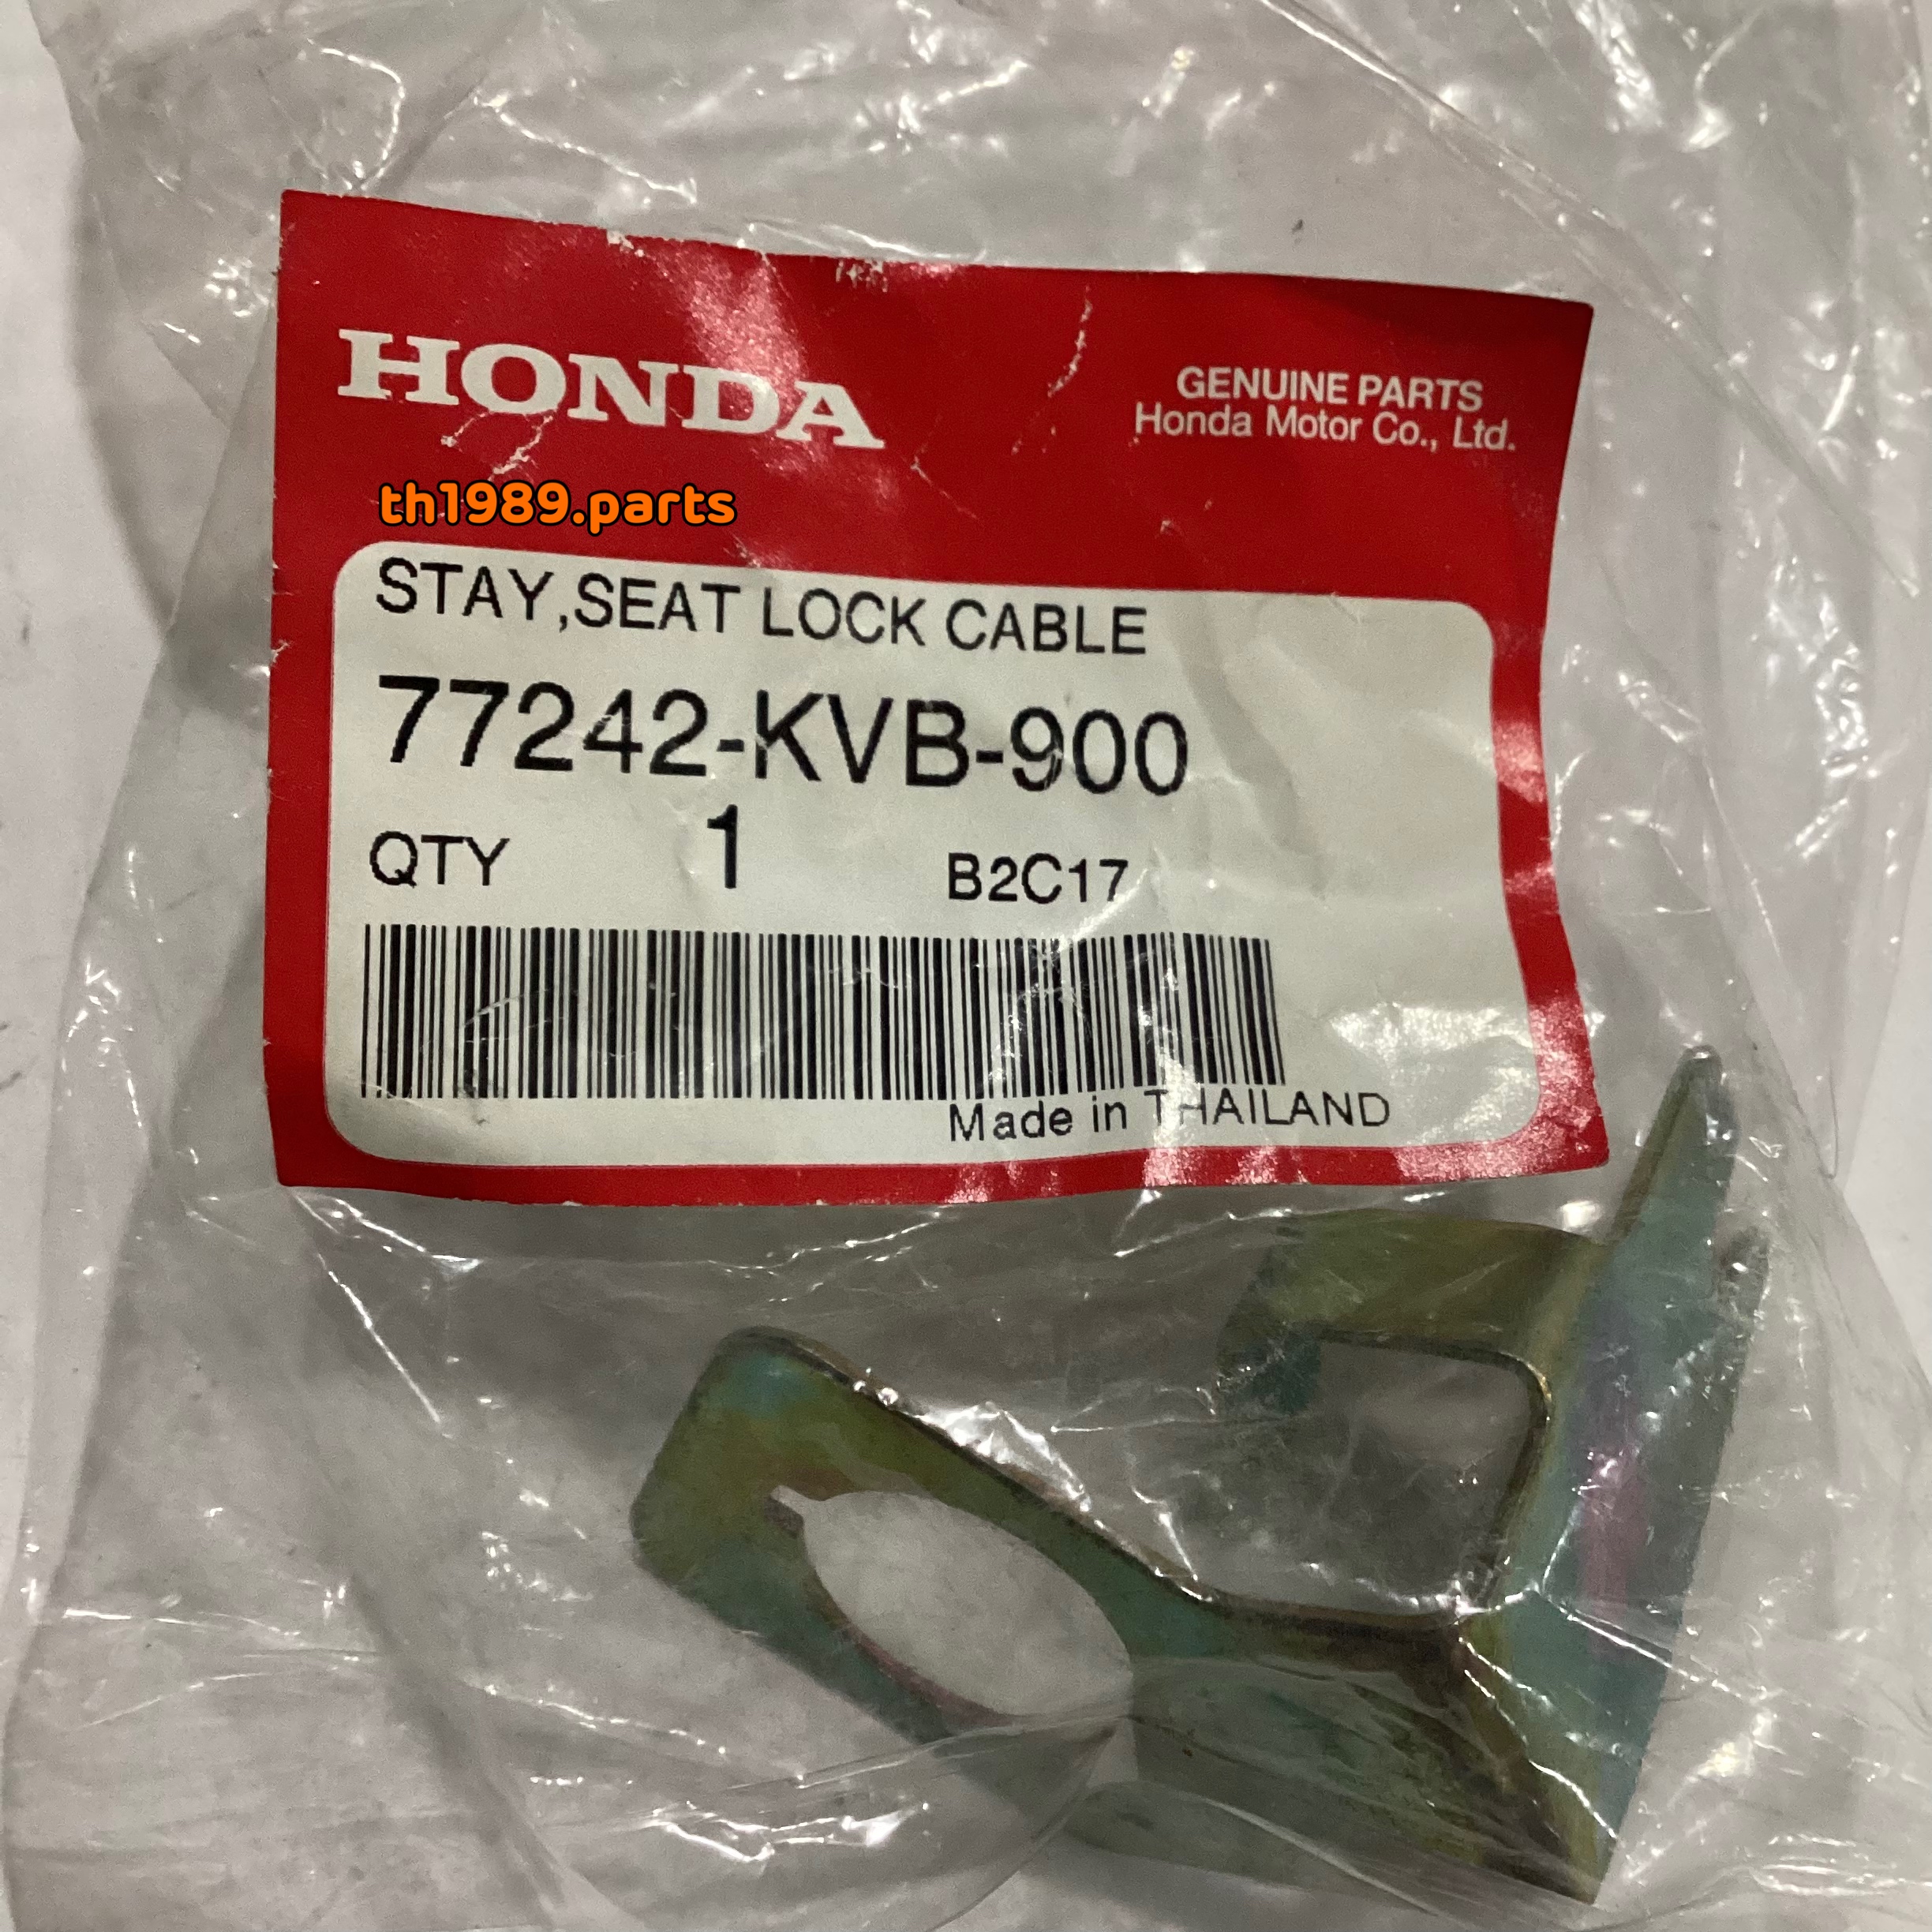 HONDA
GENUINE PARTS
Honda Motor Co., Ltd.
th1989.parts
STAY,SEAT LOCK CABLE
77242-KVB-900
QTY 1 B2C17
Made in THAILAND